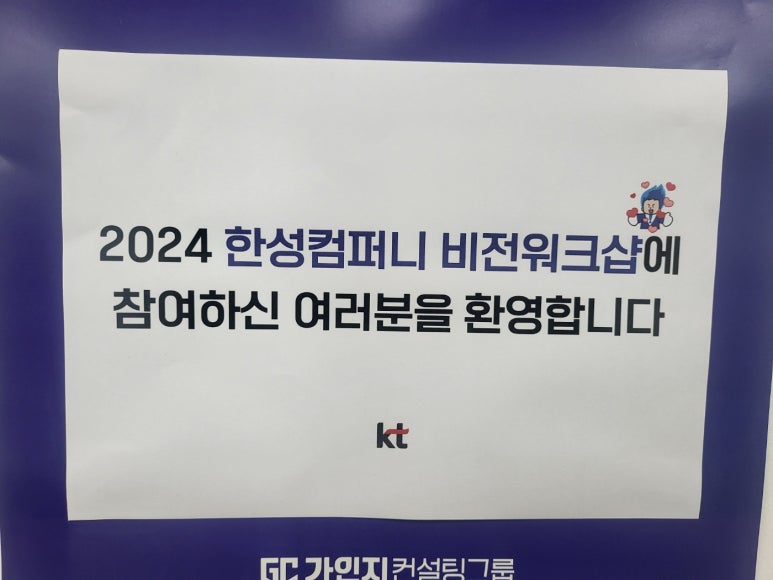 2024 한성컴퍼니 비전워크샵에
참여하신 여러분을 환영합니다
kt
GC 가인지컨설팅그룹